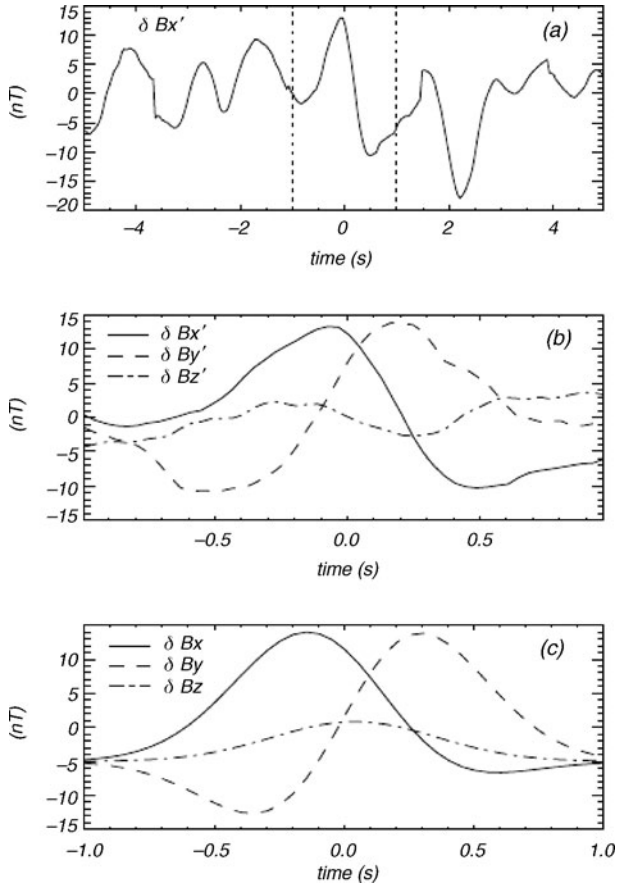 δ Bx′ (a)
15
10
5
0
−5
−10
−15
−20
(nT)
−4 −2 0 2 4
time (s)
15
10
5
0
−5
−10
−15
(nT)
δ Bx′
δ By′
δ Bz′
(b)
−0.5 0.0 0.5
time (s)
10
5
0
−5
−10
−15
(nT)
δ Bx
δ By
δ Bz
(c)
−1.0 −0.5 0.0 0.5 1.0
time (s)